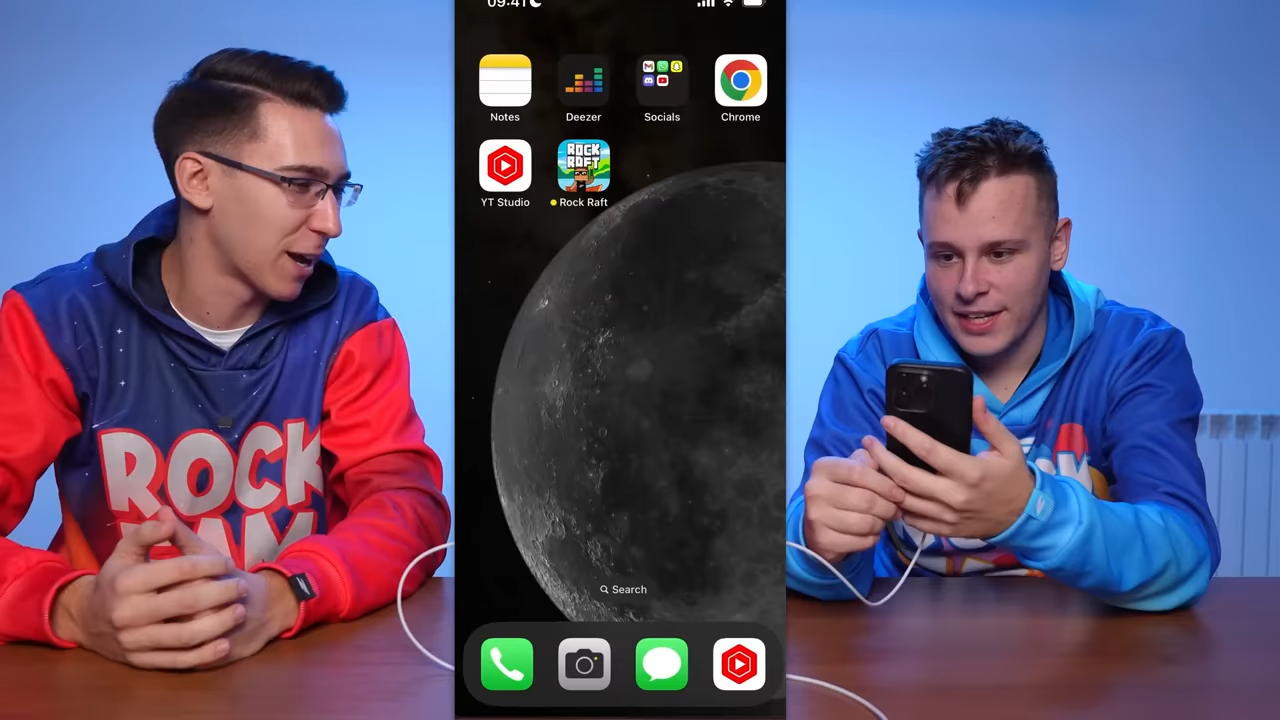 09:41
Notes
Deezer
Socials
Chrome
ROCK
RAFT
YT Studio
Rock Raft
ROCK
Search